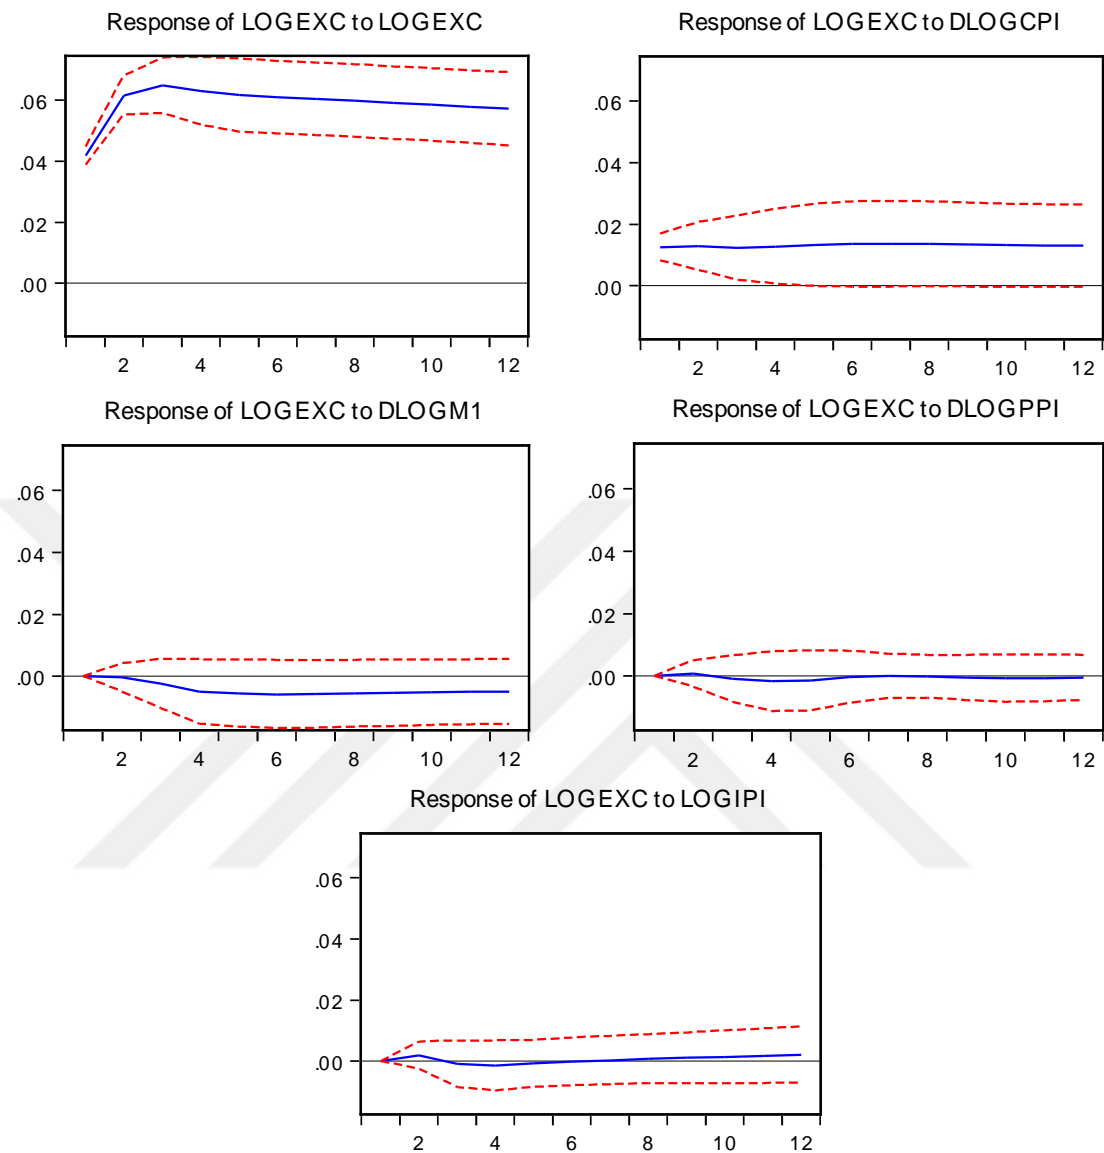 Response of LOGEXC to LOGEXC
.06
.04
.02
.00
2 4 6 8 10 12
Response of LOGEXC to DLOGCPI
.06
.04
.02
.00
2 4 6 8 10 12
Response of LOGEXC to DLOGM1
.06
.04
.02
.00
2 4 6 8 10 12
Response of LOGEXC to DLOGPPI
.06
.04
.02
.00
2 4 6 8 10 12
Response of LOGEXC to LOGIPI
.06
.04
.02
.00
2 4 6 8 10 12